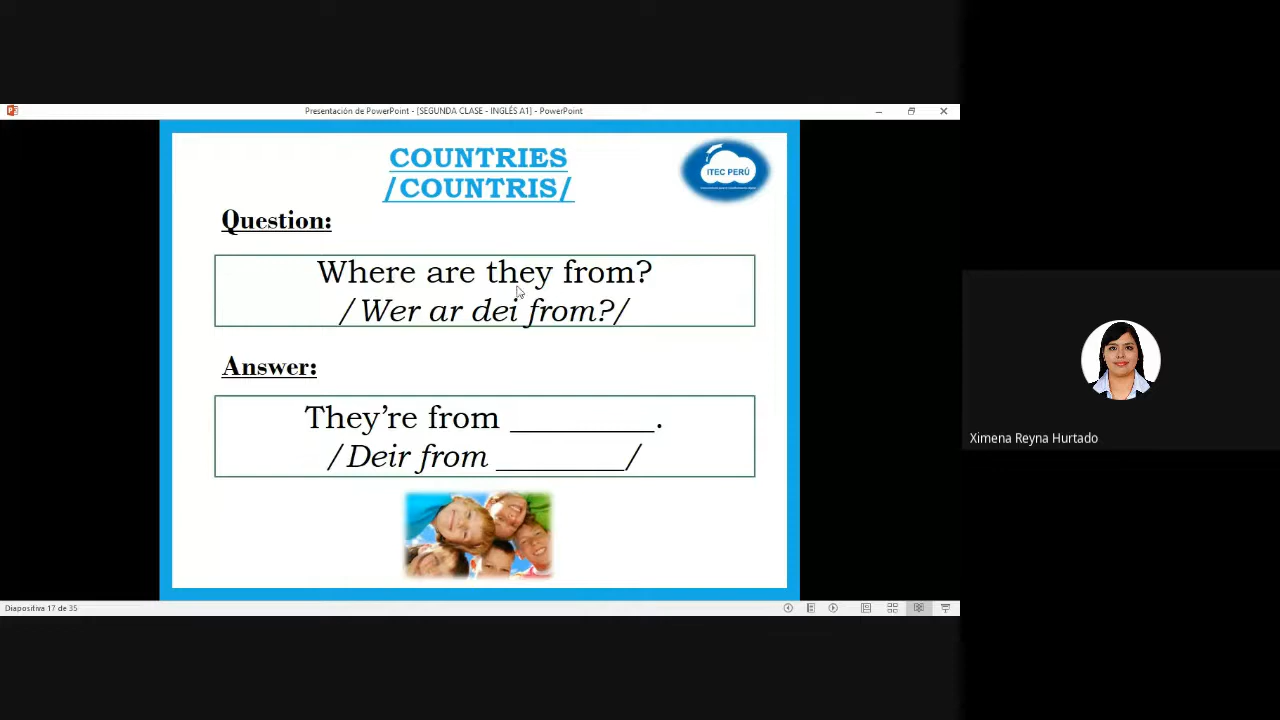 Presentación de PowerPoint - [SEGUNDA CLASE - INGLÉS A1] - PowerPoint
COUNTRIES
/COUNTRIS/
ITEC PERÚ
Question:
Where are they from?
/Wer ar dei from?/
Answer:
They're from _________.
/Deir from ________/
Ximena Reyna Hurtado
Diapositiva 17 de 35